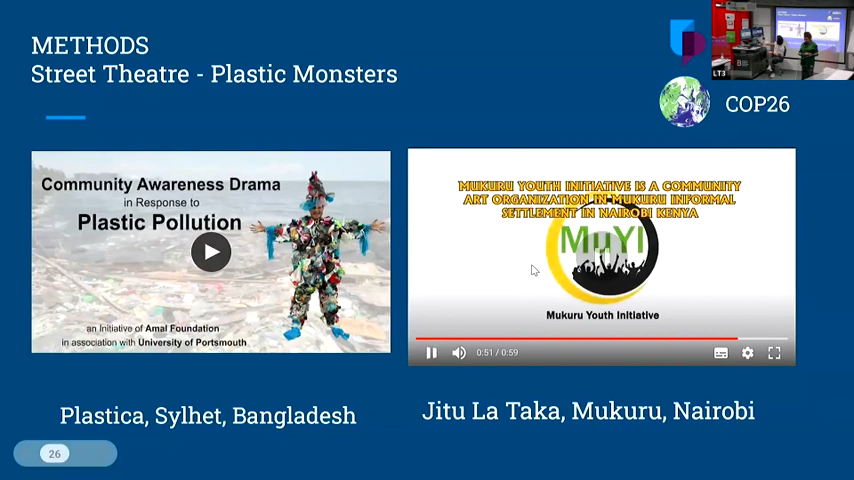 METHODS
Street Theatre - Plastic Monsters
LT3
COP26
Community Awareness Drama
in Response to
Plastic Pollution
an Initiative of Amal Foundation
in association with University of Portsmouth
MUKURU YOUTH INITIATIVE IS A COMMUNITY
ART ORGANIZATION IN MUKURU INFORMAL
SETTLEMENT IN NAIROBI KENYA
MuYI
Mukuru Youth Initiative
0:51 / 0:59
Plastica, Sylhet, Bangladesh
Jitu La Taka, Mukuru, Nairobi
26